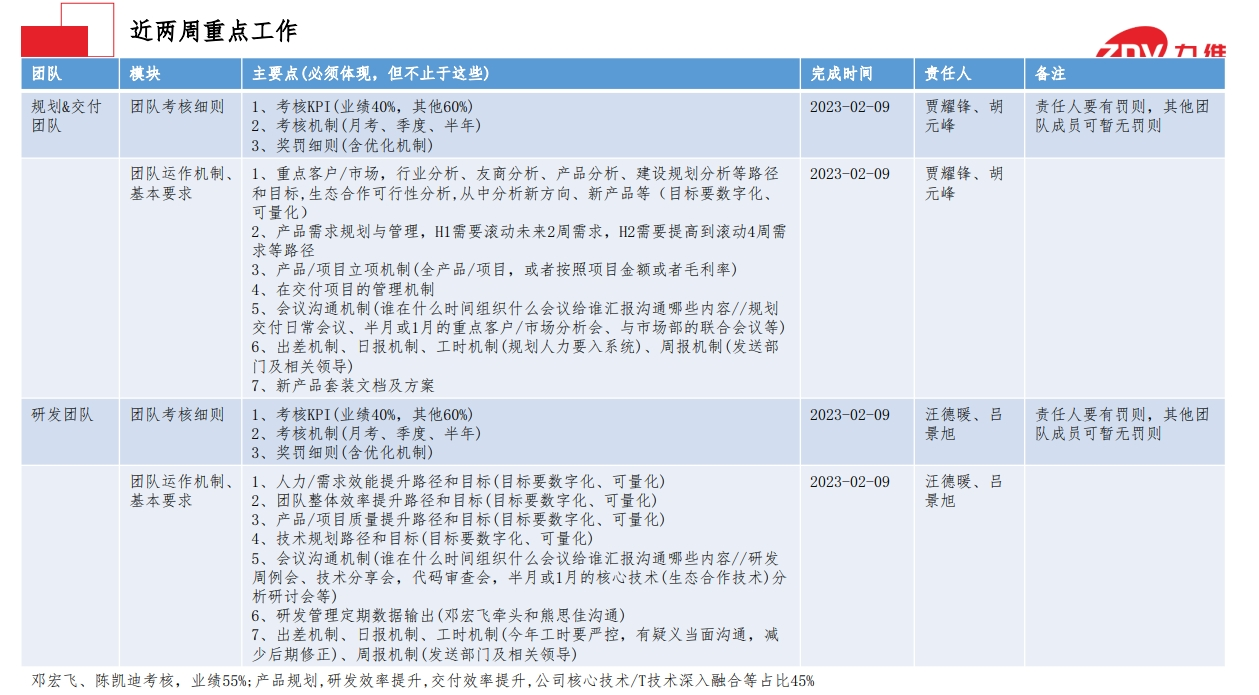 近两周重点工作
ZDV 九维
团队 模块 主要点(必须体现，但不止于这些) 完成时间 责任人 备注
规划&交付 团队考核细则 1、考核KPI(业绩40%，其他60%) 2023-02-09 贾耀锋、胡 责任人要有罚则，其他团
团队 2、考核机制(月考、季度、半年) 元峰 队成员可暂无罚则
3、奖罚细则(含优化机制)
团队运作机制、 1、重点客户/市场，行业分析、友商分析、产品分析、建设规划分析等路径 2023-02-09 贾耀锋、胡
基本要求 和目标,生态合作可行性分析,从中分析新方向、新产品等（目标要数字化、 元峰
可量化）
2、产品需求规划与管理，H1需要滚动未来2周需求，H2需要提高到滚动4周需
求等路径
3、产品/项目立项机制(全产品/项目，或者按照项目金额或者毛利率)
4、在交付项目的管理机制
5、会议沟通机制(谁在什么时间组织什么会议给谁汇报沟通哪些内容//规划
交付日常会议、半月或1月的重点客户/市场分析会、与市场部的联合会议等)
6、出差机制、日报机制、工时机制(规划人力要入系统)、周报机制(发送部
门及相关领导)
7、新产品套装文档及方案
研发团队 团队考核细则 1、考核KPI(业绩40%，其他60%) 2023-02-09 汪德暖、吕 责任人要有罚则，其他团
2、考核机制(月考、季度、半年) 景旭 队成员可暂无罚则
3、奖罚细则(含优化机制)
团队运作机制、 1、人力/需求效能提升路径和目标(目标要数字化、可量化) 2023-02-09 汪德暖、吕
基本要求 2、团队整体效率提升路径和目标(目标要数字化、可量化) 景旭
3、产品/项目质量提升路径和目标(目标要数字化、可量化)
4、技术规划路径和目标(目标要数字化、可量化)
5、会议沟通机制(谁在什么时间组织什么会议给谁汇报沟通哪些内容//研发
周例会、技术分享会，代码审查会，半月或1月的核心技术(生态合作技术)分
析研讨会等)
6、研发管理定期数据输出(邓宏飞牵头和熊思佳沟通)
7、出差机制、日报机制、工时机制(今年工时要严控，有疑义当面沟通，减
少后期修正)、周报机制(发送部门及相关领导)
邓宏飞、陈凯迪考核，业绩55%;产品规划,研发效率提升,交付效率提升,公司核心技术/T技术深入融合等占比45%